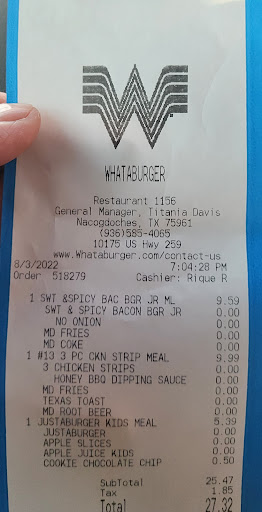 WHATABURGER
Restaurant 1156
General Manager, Titania Davis
Nacogdoches, TX 75961
(936)585-4065
10175 US Hwy 259
www.Whataburger.com/contact-us
8/3/2022 7:04:28 PM
Order 518279 Cashier: Rique R
1 SWT &SPICY BAC BGR JR ML 9.59
SWT & SPICY BACON BGR JR 0.00
NO ONION 0.00
MD FRIES 0.00
MD COKE 0.00
1 #13 3 PC CKN STRIP MEAL 9.99
3 CHICKEN STRIPS 0.00
HONEY BBQ DIPPING SAUCE 0.00
MD FRIES 0.00
TEXAS TOAST 0.00
MD ROOT BEER 0.00
1 JUSTABURGER KIDS MEAL 5.39
JUSTABURGER 0.00
APPLE SLICES 0.00
APPLE JUICE KIDS 0.00
COOKIE CHOCOLATE CHIP 0.50
SubTotal 25.47
Tax 1.85
Total 27.32